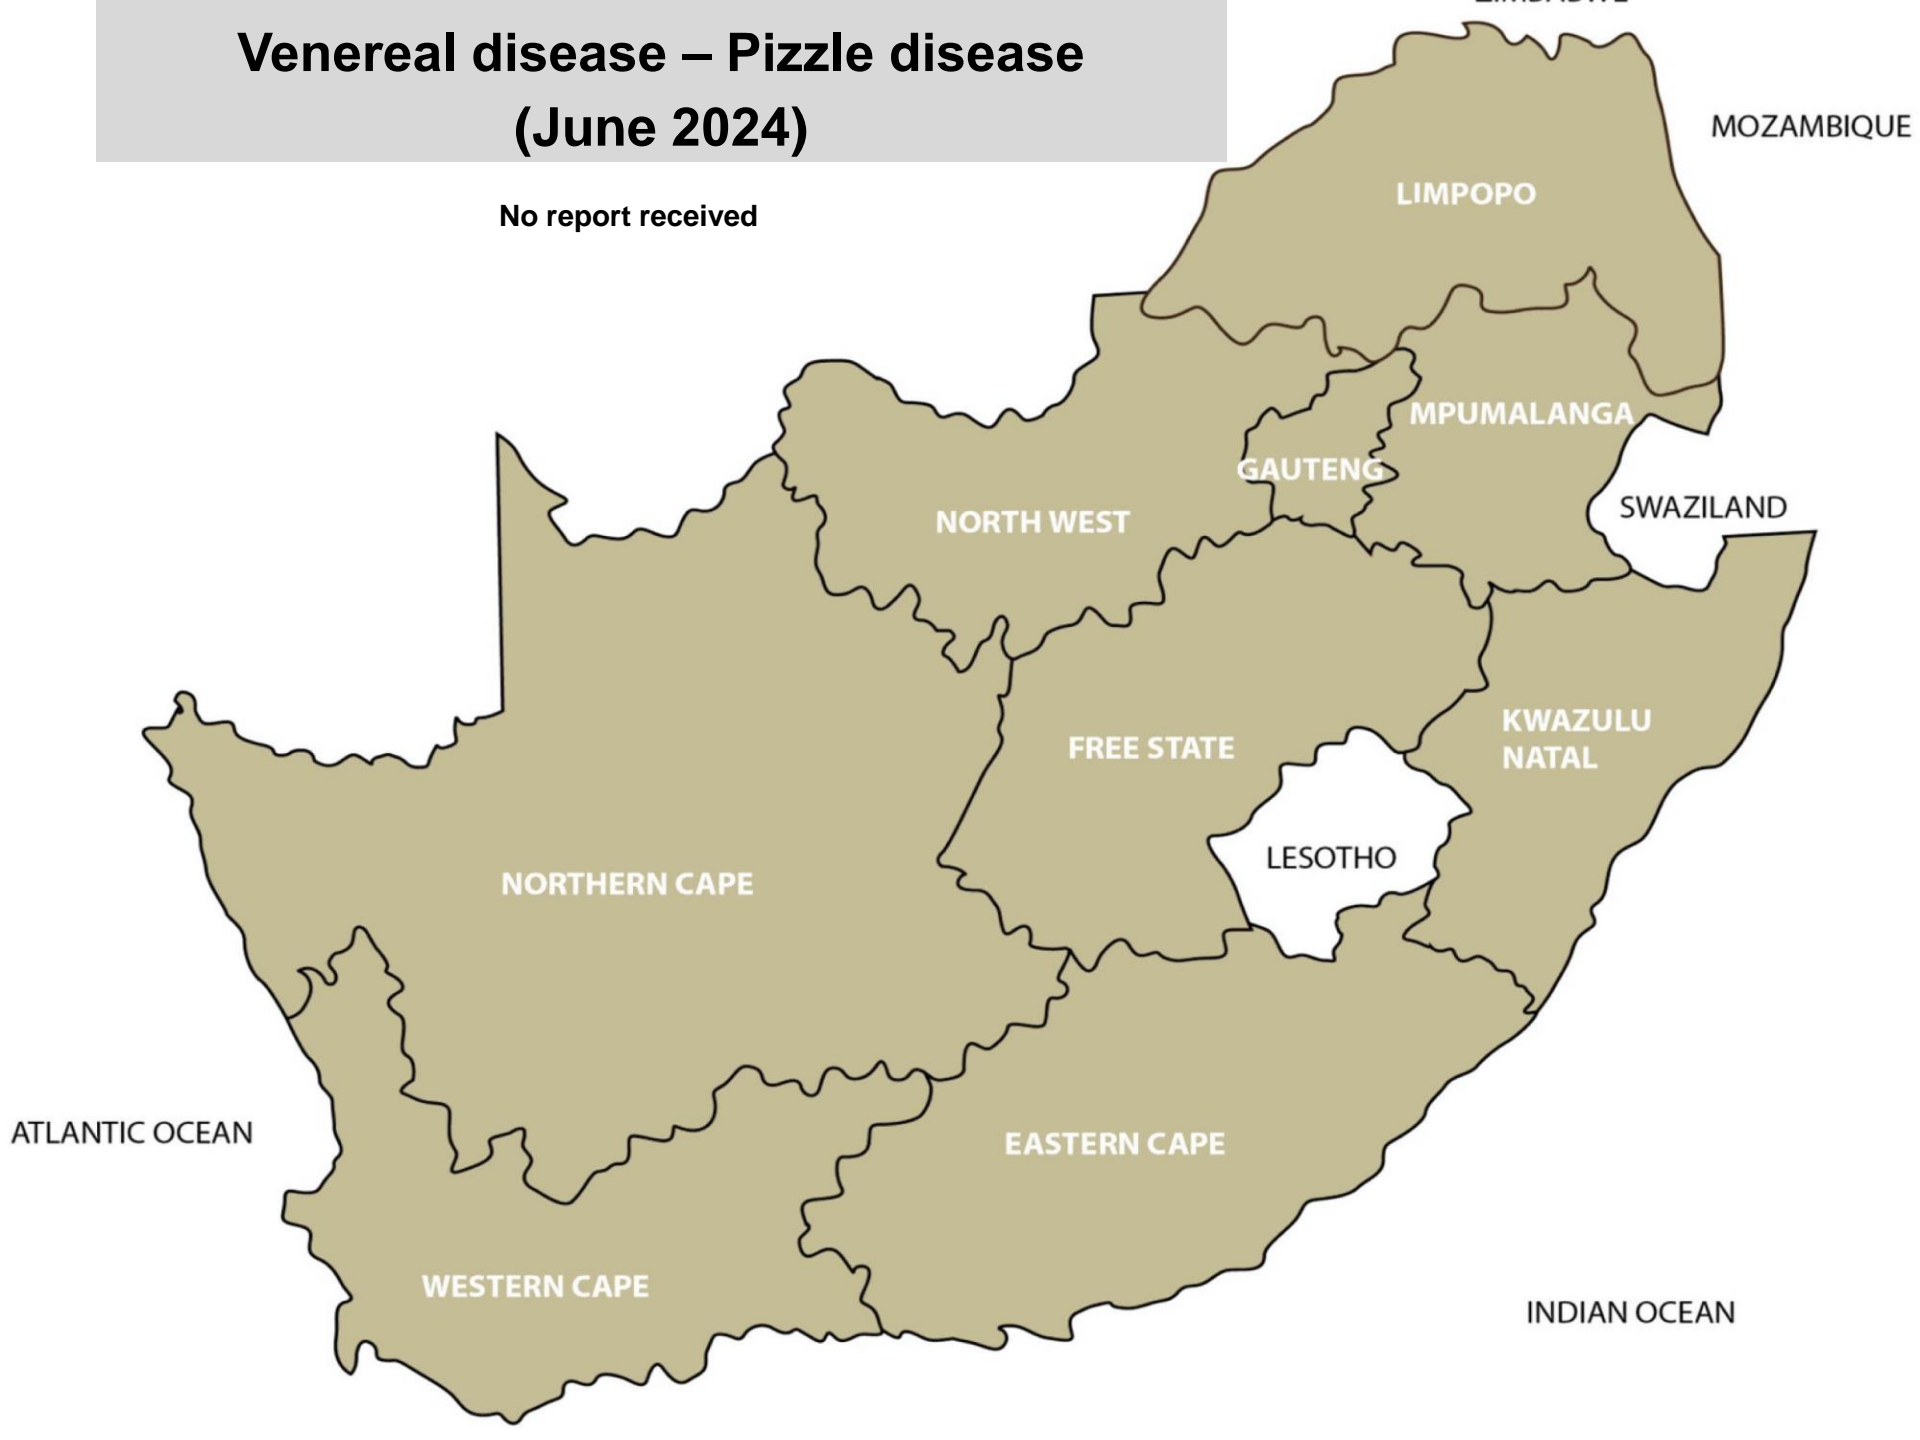 Venereal disease – Pizzle disease
(June 2024)
No report received
MOZAMBIQUE
LIMPOPO
MPUMALANGA
GAUTENG
SWAZILAND
NORTH WEST
KWAZULU
NATAL
FREE STATE
LESOTHO
NORTHERN CAPE
ATLANTIC OCEAN
EASTERN CAPE
WESTERN CAPE
INDIAN OCEAN